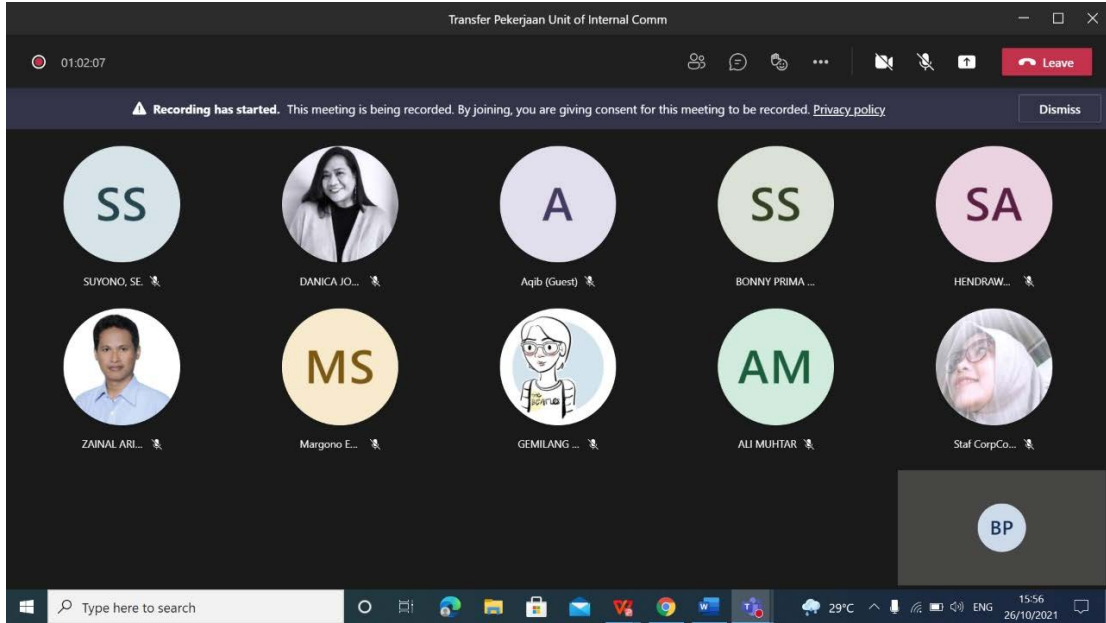 Transfer Pekerjaan Unit of Internal Comm
01:02:07
Leave
Recording has started. This meeting is being recorded. By joining, you are giving consent for this meeting to be recorded. Privacy policy
Dismiss
SS
A
SS
SA
SUYONO, SE.
DANICA JO...
Aqib (Guest)
BONNY PRIMA ...
HENDRAW...
MS
THE BEATLES
AM
ZAINAL ARI...
Margono E...
GEMILANG ...
ALI MUHTAR
Staf CorpCo...
BP
Type here to search
29°C
ENG
15:56
26/10/2021